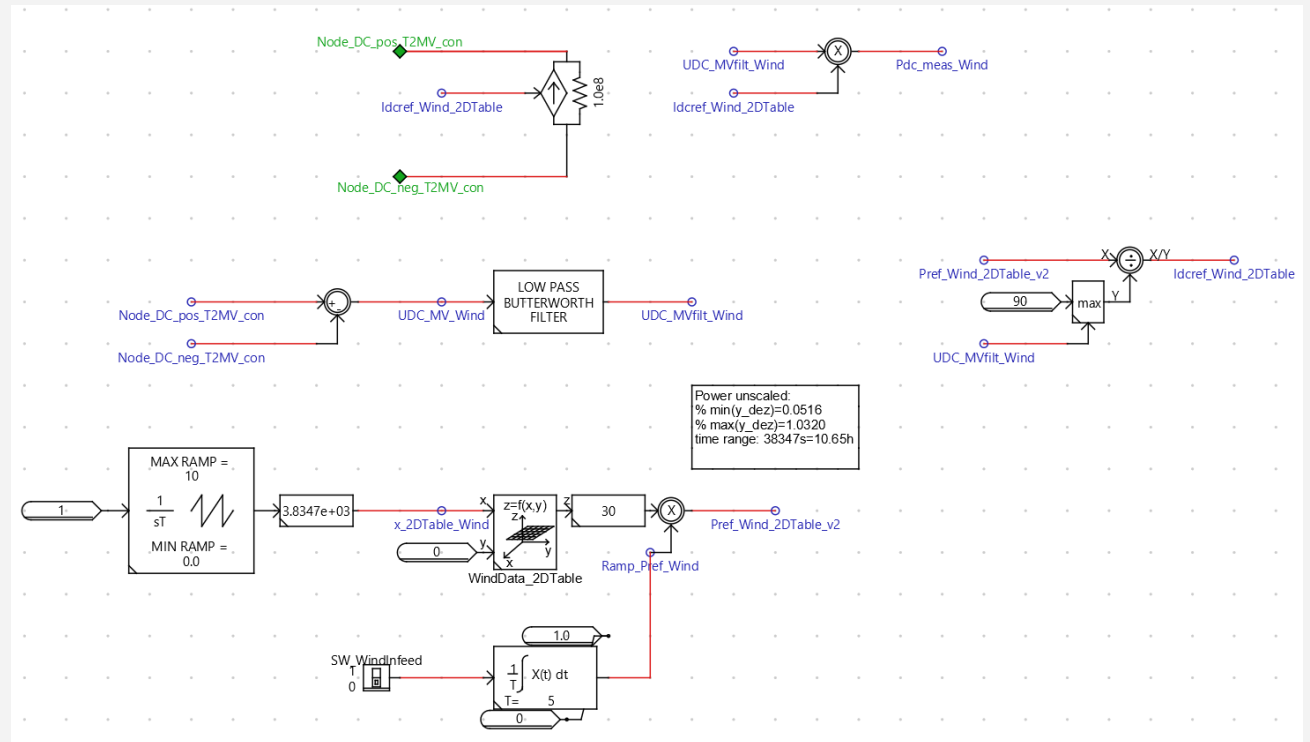 Node_DC_pos_T2MV_con
Idcref_Wind_2DTable
1.0e8
Node_DC_neg_T2MV_con
UDC_MVfilt_Wind
X
Pdc_meas_Wind
Idcref_Wind_2DTable
Node_DC_pos_T2MV_con
+
-
Node_DC_neg_T2MV_con
UDC_MV_Wind
LOW PASS
BUTTERWORTH
FILTER
UDC_MVfilt_Wind
Pref_Wind_2DTable_v2
X
÷
X/Y
Idcref_Wind_2DTable
90
max
Y
UDC_MVfilt_Wind
Power unscaled:
% min(y_dez)=0.0516
% max(y_dez)=1.0320
time range: 38347s=10.65h
1
MAX RAMP =
10
1
sT
MIN RAMP =
0.0
3.8347e+03
x_2DTable_Wind
0
x
y
z=f(x,y)
z
y
x
WindData_2DTable
z
30
X
Pref_Wind_2DTable_v2
Ramp_Pref_Wind
SW_WindInfeed
1
0
1.0
1
T
∫
X(t) dt
T= 5
0